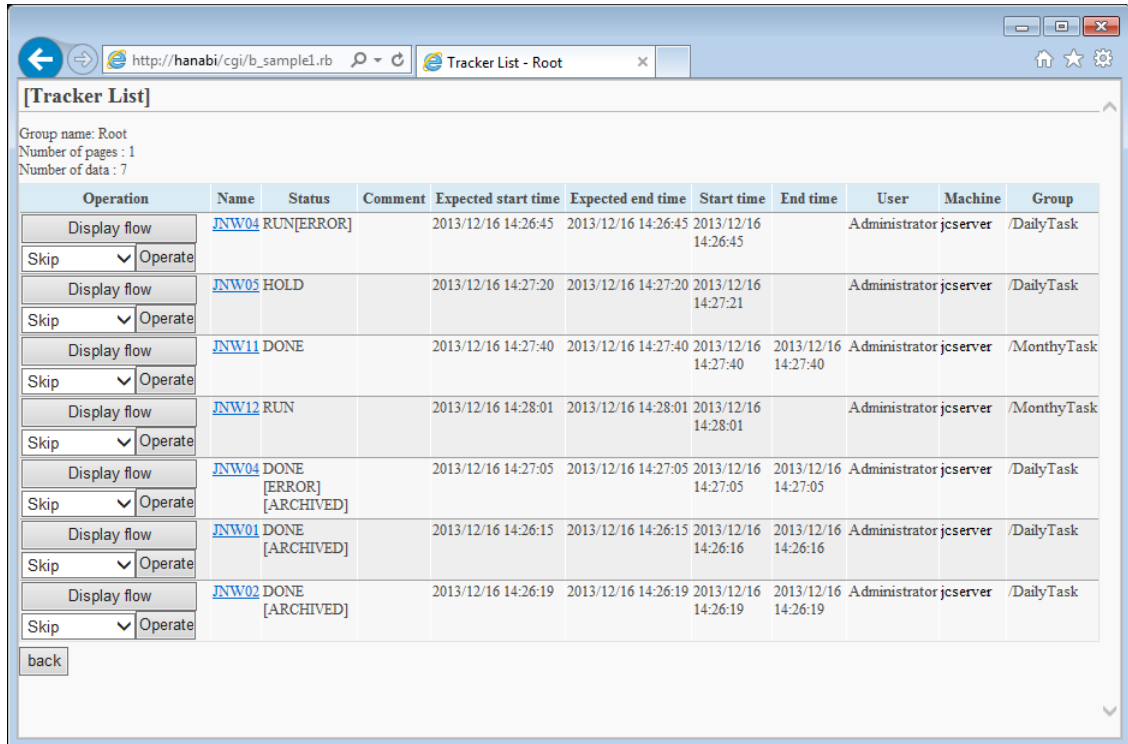 http://hanabi/cgi/b_sample1.rb
Tracker List - Root
[Tracker List]
Group name: Root
Number of pages : 1
Number of data : 7
Operation Name Status Comment Expected start time Expected end time Start time End time User Machine Group
Display flow JNW04 RUN[ERROR] 2013/12/16 14:26:45 2013/12/16 14:26:45 2013/12/16 Administrator jcserver /DailyTask
14:26:45
Skip Operate
Display flow JNW05 HOLD 2013/12/16 14:27:20 2013/12/16 14:27:20 2013/12/16 Administrator jcserver /DailyTask
14:27:21
Skip Operate
Display flow JNW11 DONE 2013/12/16 14:27:40 2013/12/16 14:27:40 2013/12/16 2013/12/16 Administrator jcserver /MonthyTask
14:27:40 14:27:40
Skip Operate
Display flow JNW12 RUN 2013/12/16 14:28:01 2013/12/16 14:28:01 2013/12/16 Administrator jcserver /MonthyTask
14:28:01
Skip Operate
Display flow JNW04 DONE 2013/12/16 14:27:05 2013/12/16 14:27:05 2013/12/16 2013/12/16 Administrator jcserver /DailyTask
[ERROR] 14:27:05 14:27:05
Skip Operate [ARCHIVED]
Display flow JNW01 DONE 2013/12/16 14:26:15 2013/12/16 14:26:15 2013/12/16 2013/12/16 Administrator jcserver /DailyTask
[ARCHIVED] 14:26:16 14:26:16
Skip Operate
Display flow JNW02 DONE 2013/12/16 14:26:19 2013/12/16 14:26:19 2013/12/16 2013/12/16 Administrator jcserver /DailyTask
[ARCHIVED] 14:26:19 14:26:19
Skip Operate
back